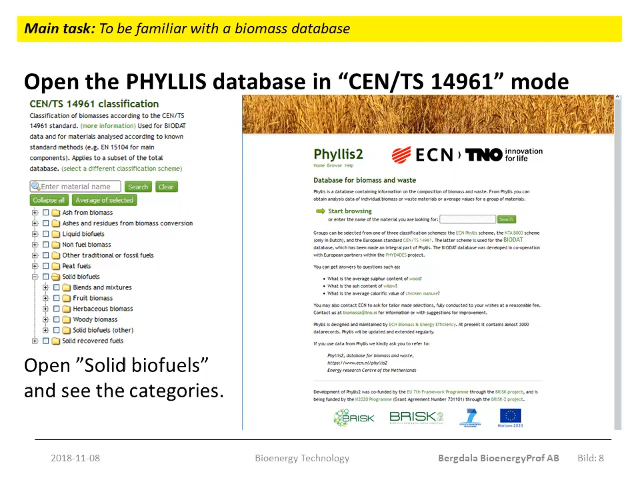 Main task: To be familiar with a biomass database
Open the PHYLLIS database in “CEN/TS 14961” mode
CEN/TS 14961 classification
Classification of biomasses according to the CEN/TS
14961 standard. (more information) Used for BIODAT
data and for materials analysed according to known
standard methods (e.g. EN 15104 for main
components). Applies to a subset of the total
database. (select a different classification scheme)
Enter material name Search Clear
Collapse all Average of selected
Ash from biomass
Ashes and residues from biomass conversion
Liquid biofuels
Non fuel biomass
Other traditional or fossil fuels
Peat fuels
Solid biofuels
Blends and mixtures
Fruit biomass
Herbaceous biomass
Woody biomass
Solid biofuels (other)
Solid recovered fuels
Open ”Solid biofuels”
and see the categories.
Phyllis2
Waste Browse Help
ECN TNO innovation
for life
Database for biomass and waste
Phyllis is a database containing information on the composition of biomass and waste. From Phyllis you can
obtain analysis data of individual biomass or waste materials or average values for a group of materials.
Start browsing
or enter the name of the material you are looking for: Search
Groups can be selected from one of three classification schemes: the ECN Phyllis scheme, the NTA 8003 scheme
(only in Dutch), and the European standard CEN/TS 14961. The latter scheme is used for the BIODAT
database, which has been made an integral part of Phyllis. The BIODAT database was developed in co-operation
with European partners within the PHYDADES project.
You can get answers to questions such as:
What is the average sulphur content of wood?
What is the ash content of wood?
What is the average calorific value of chicken manure?
You may also contact ECN to ask for tailor made selections, fully conducted to your wishes at a reasonable fee.
Contact us at biomassa@tno.nl for information or with suggestions for improvement.
Phyllis is designed and maintained by ECN Biomass & Energy Efficiency. At present it contains about 3000
datarecords. Phyllis will be updated and extended regularly.
If you use data from Phyllis we kindly ask you to refer to:
Phyllis2, database for biomass and waste,
https://www.ecn.nl/phyllis2
Energy research Centre of the Netherlands
Development of Phyllis2 was co-funded by the EU 7th Framework Programme through the BRISK project, and is
being funded by the H2020 Programme (Grant Agreement Number 731101) through the BRISK-2 project.
BRISK BRISK Horizon 2020
2018-11-08 Bioenergy Technology Bergdala BioenergyProf AB Bild: 8